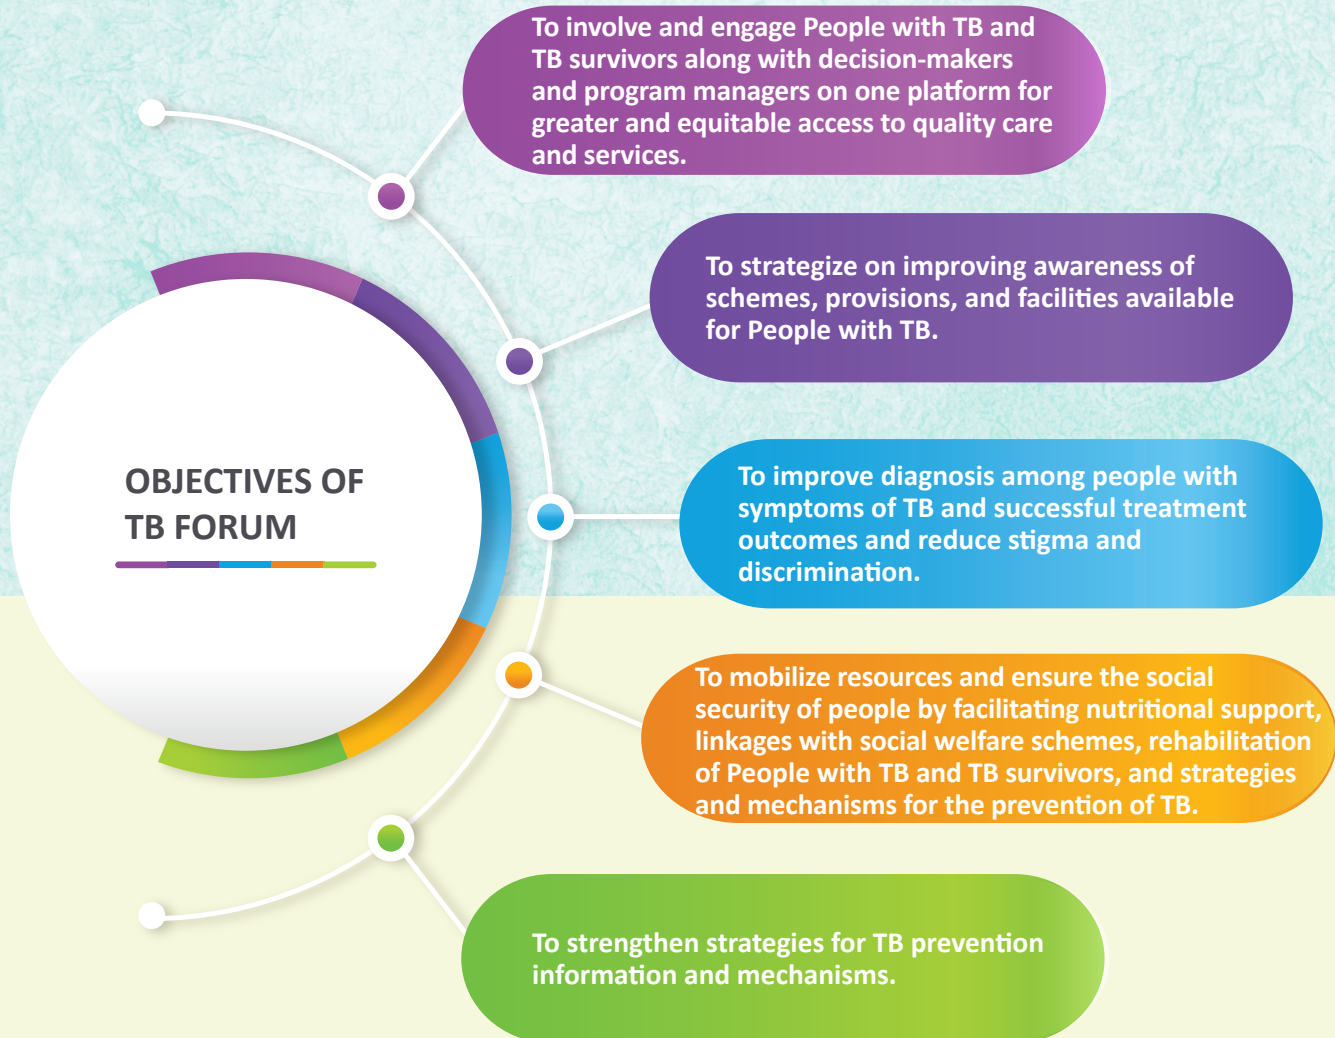 To involve and engage People with TB and
TB survivors along with decision-makers
and program managers on one platform for
greater and equitable access to quality care
and services.
To strategize on improving awareness of
schemes, provisions, and facilities available
for People with TB.
OBJECTIVES OF
TB FORUM
To improve diagnosis among people with
symptoms of TB and successful treatment
outcomes and reduce stigma and
discrimination.
To mobilize resources and ensure the social
security of people by facilitating nutritional support,
linkages with social welfare schemes, rehabilitation
of People with TB and TB survivors, and strategies
and mechanisms for the prevention of TB.
To strengthen strategies for TB prevention
information and mechanisms.